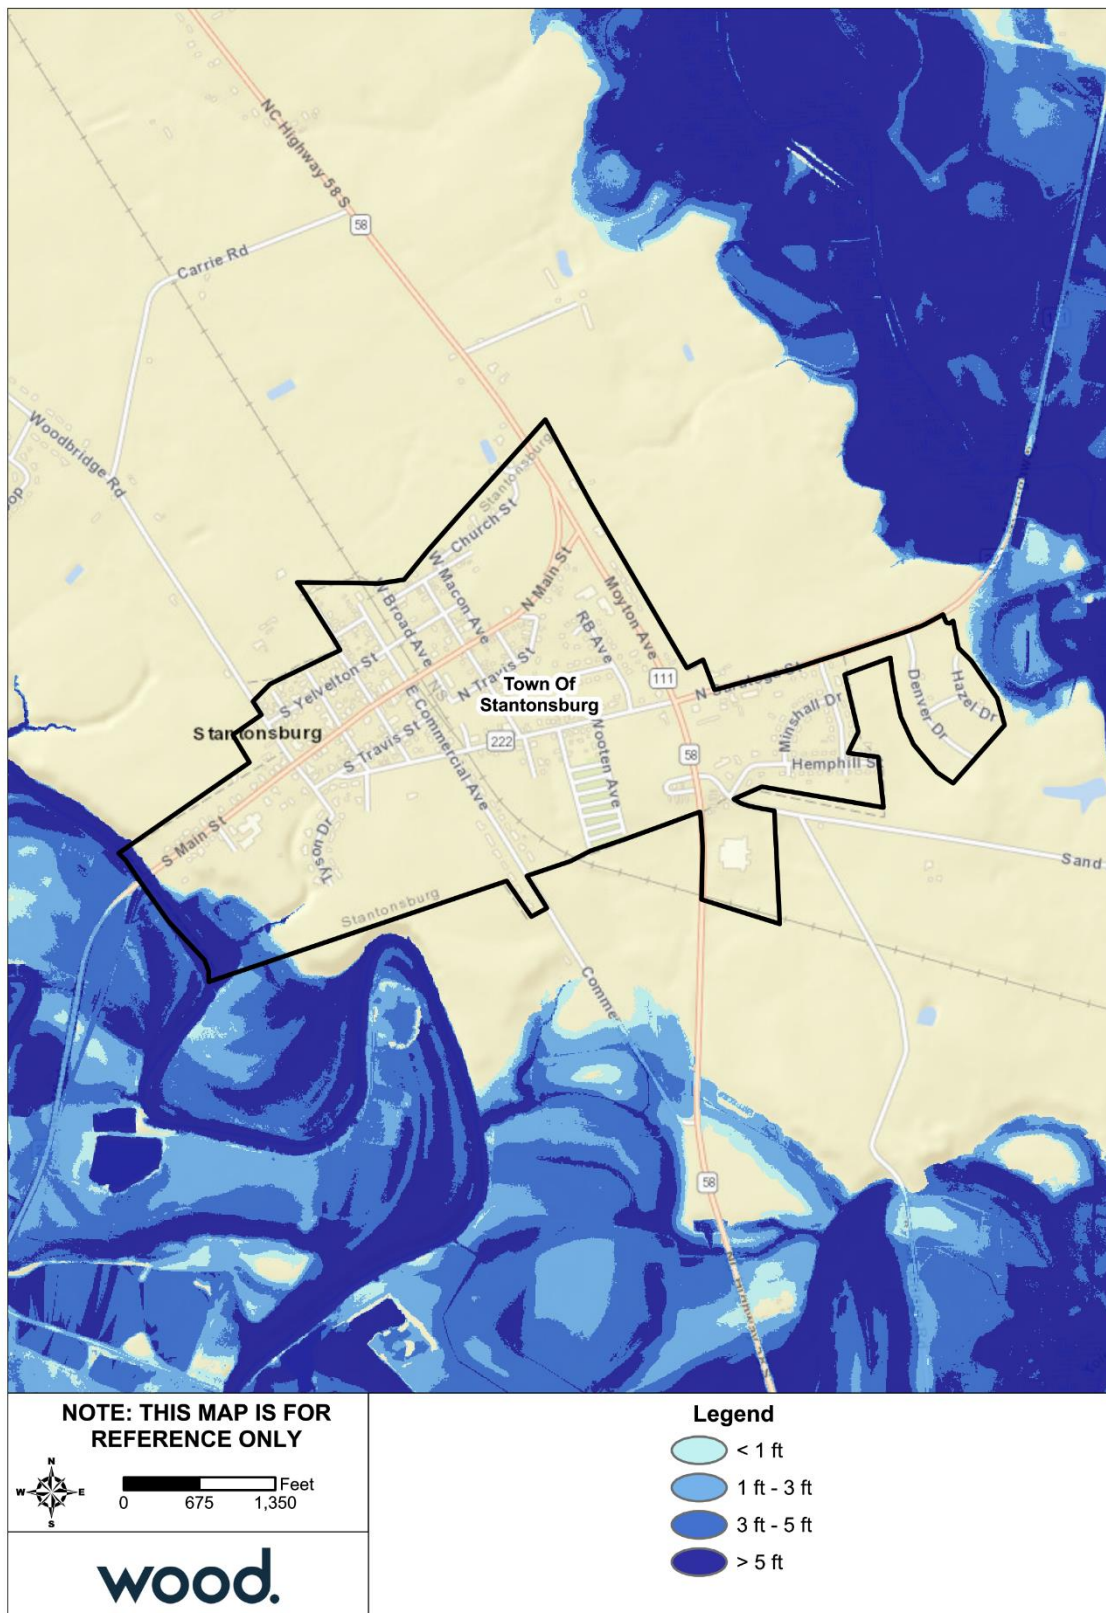 NC Highway 58 S
58
Carrie Rd
Woodbridge Rd
op
Stantonsburg
Church St
W Macon Ave
N Main St
W Broad Ave
Moyton Ave
RB Ave
N Travis St
111
Town Of
Stantonsburg
S Yelvelton St
NS
E Commercial Ave
Stantonsburg
S Travis St
222
Wooten Ave
58
Minshall Dr
Hemphill St
Denver Dr
Hazel Dr
S Main St
Tyson Dr
Stantonsburg
Sand
Comme
58
NOTE: THIS MAP IS FOR
REFERENCE ONLY
N
W E
S
Feet
0 675 1,350
wood.
Legend
< 1 ft
1 ft - 3 ft
3 ft - 5 ft
> 5 ft